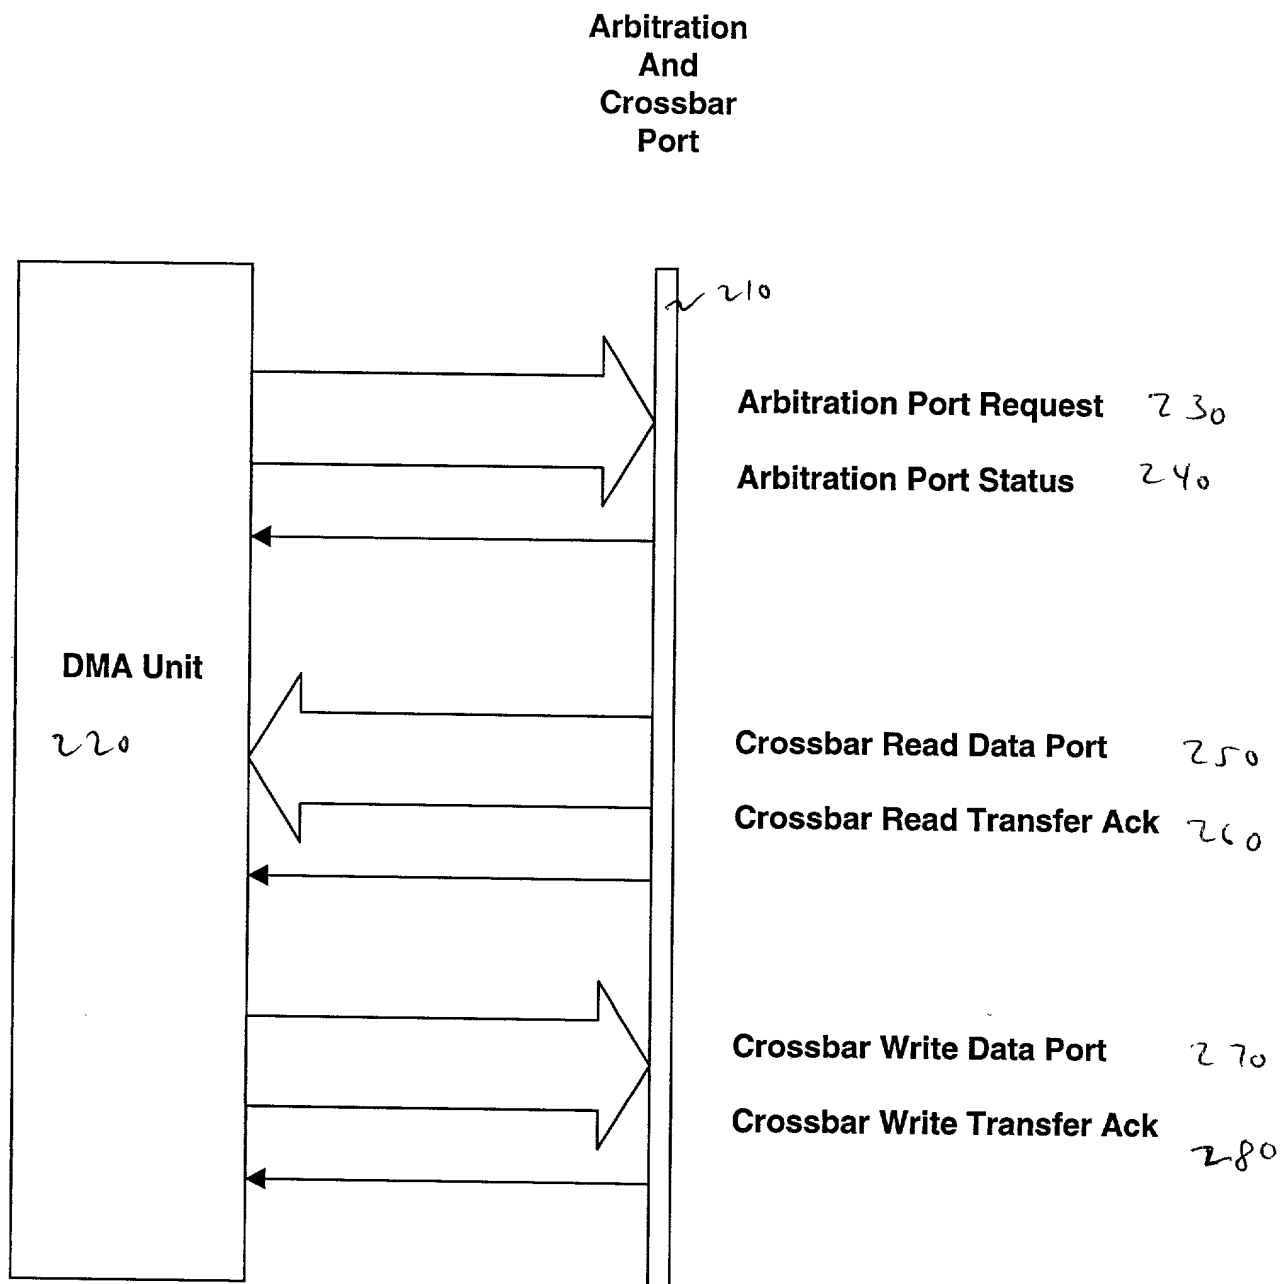 Arbitration
And
Crossbar
Port
210
Arbitration Port Request 230
Arbitration Port Status 240
DMA Unit
220
Crossbar Read Data Port 250
Crossbar Read Transfer Ack 260
Crossbar Write Data Port 270
Crossbar Write Transfer Ack
280